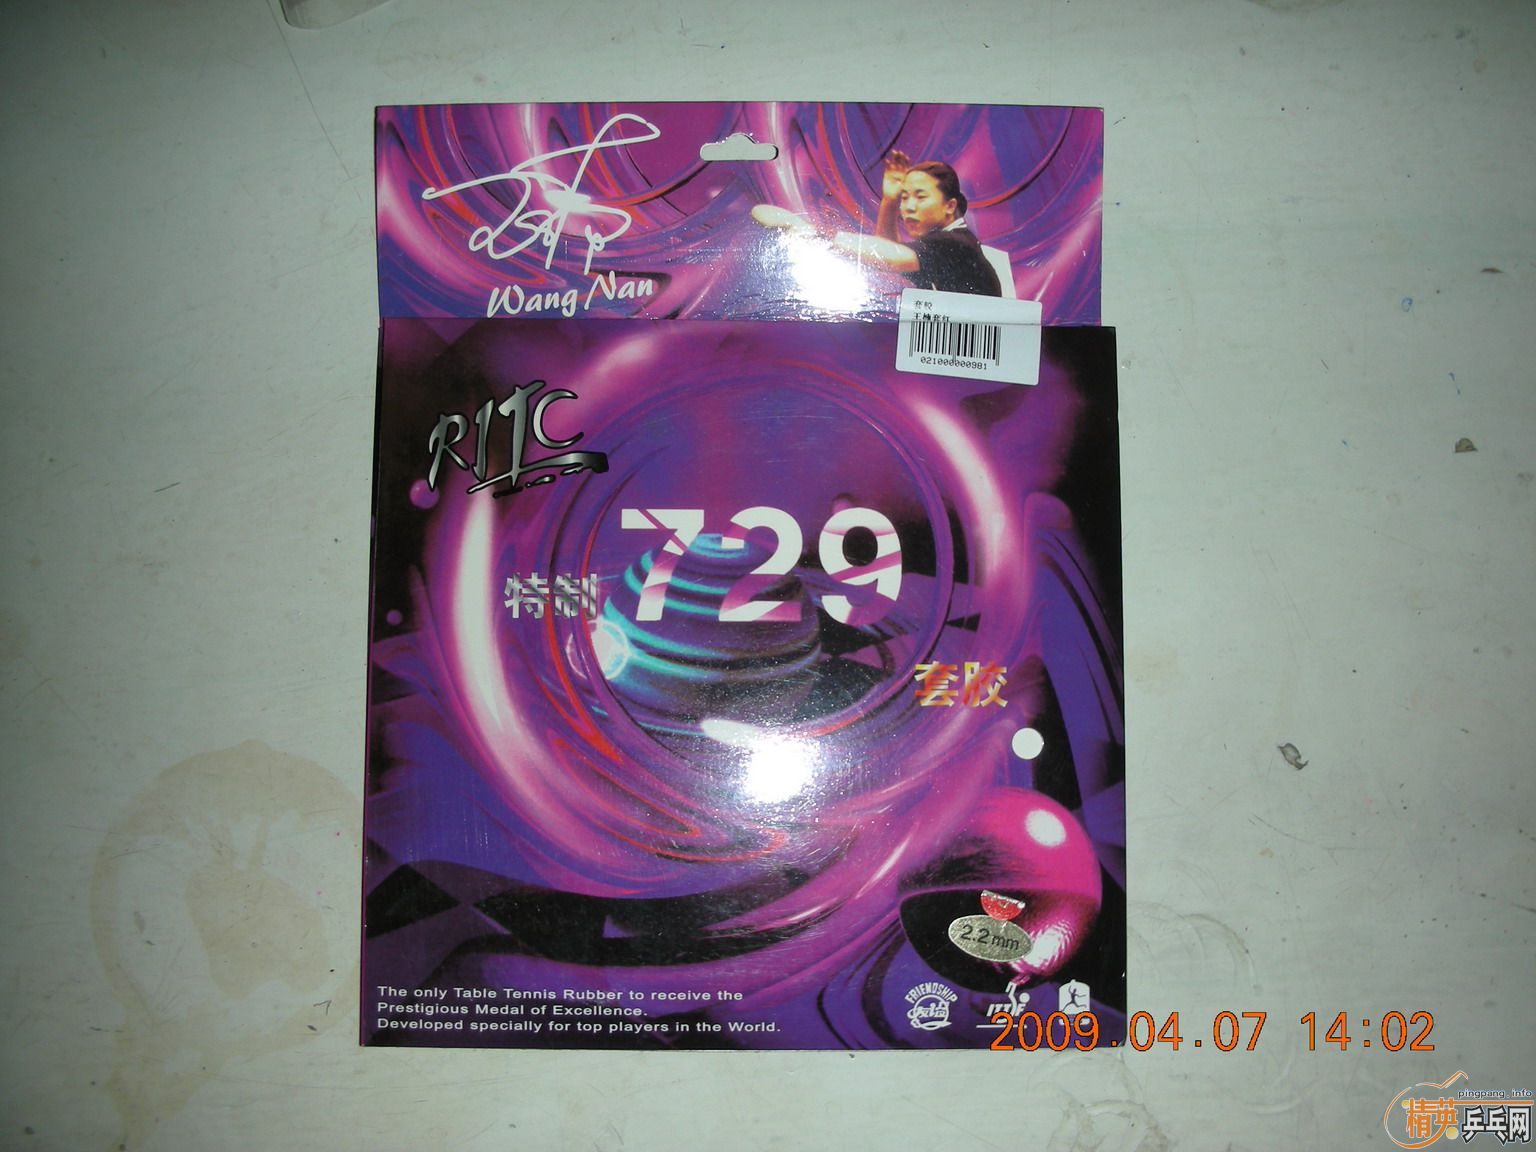 Wang Nan
套胶
王楠套红
021000000981
RITC
729
特制
套胶
2.2mm
The only Table Tennis Rubber to receive the
Prestigious Medal of Excellence.
Developed specially for top players in the World.
FRIENDSHIP
ITTF
2009.04.07 14:02
pingpang.info
精英乒乓网